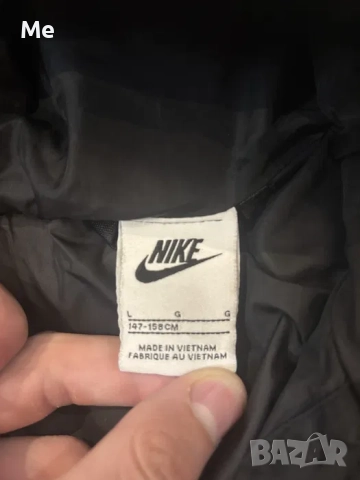 Me
NIKE
L G G
147-158CM
MADE IN VIETNAM
FABRIQUE AU VIETNAM
BAZAR